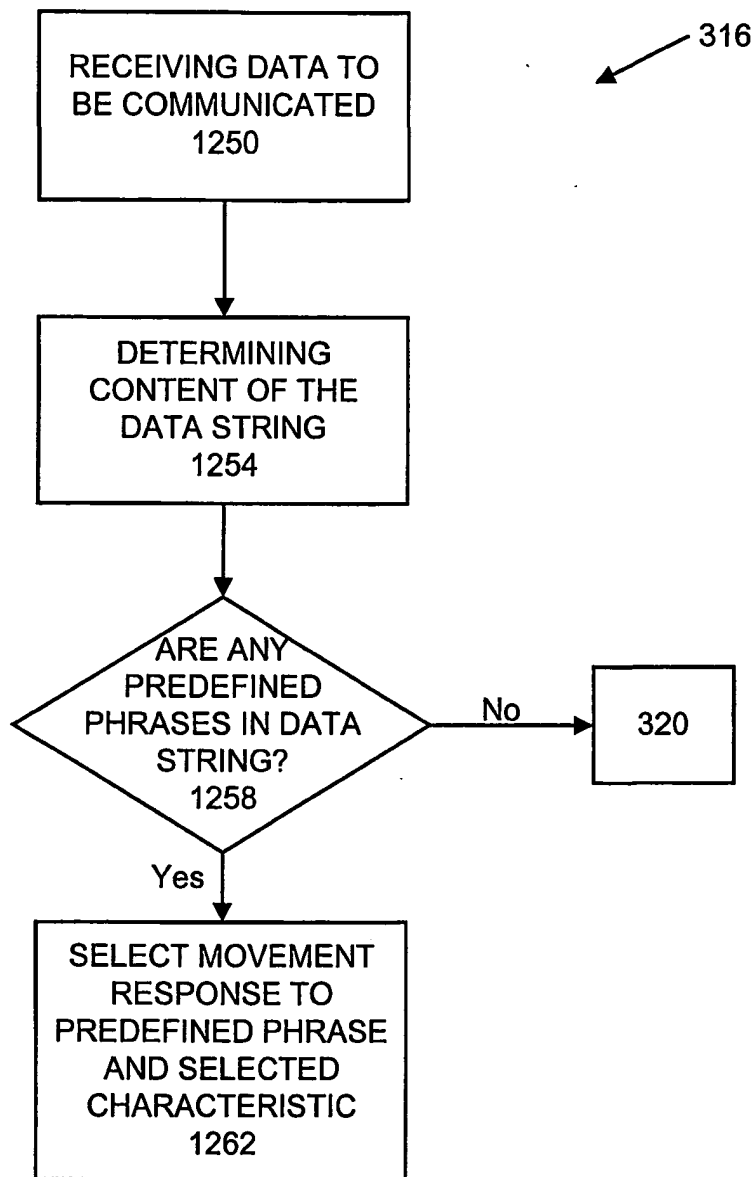 316
RECEIVING DATA TO
BE COMMUNICATED
1250
DETERMINING
CONTENT OF THE
DATA STRING
1254
ARE ANY
PREDEFINED
PHRASES IN DATA
STRING?
1258
No
320
Yes
SELECT MOVEMENT
RESPONSE TO
PREDEFINED PHRASE
AND SELECTED
CHARACTERISTIC
1262